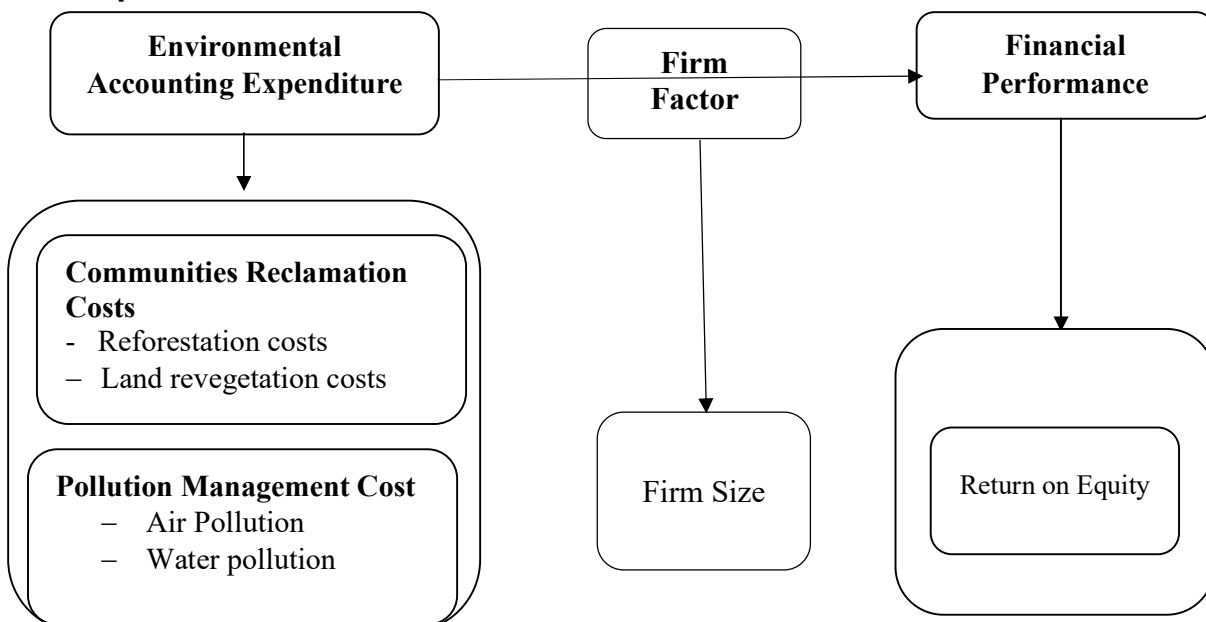 Environmental
Accounting Expenditure
Firm
Factor
Financial
Performance
Communities Reclamation
Costs
- Reforestation costs
– Land revegetation costs
Pollution Management Cost
– Air Pollution
– Water pollution
Firm Size
Return on Equity